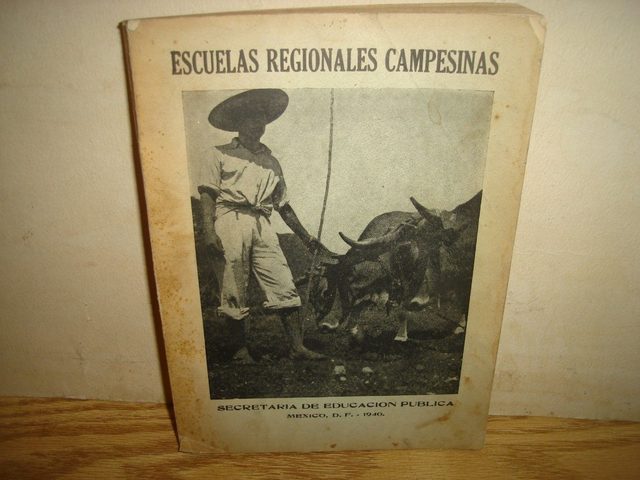 ESCUELAS REGIONALES CAMPESINAS
SECRETARIA DE EDUCACION PUBLICA
MEXICO, D. F. - 1940.